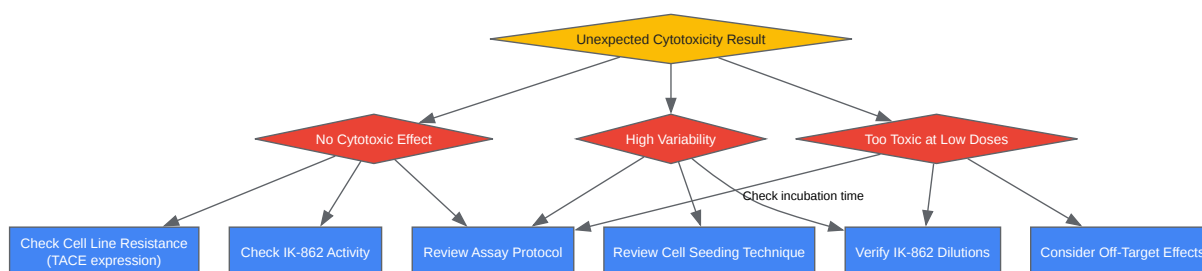 Unexpected Cytotoxicity Result
No Cytotoxic Effect
High Variability
Too Toxic at Low Doses
Check incubation time
Check Cell Line Resistance
(TACE expression)
Check IK-862 Activity
Review Assay Protocol
Review Cell Seeding Technique
Verify IK-862 Dilutions
Consider Off-Target Effects